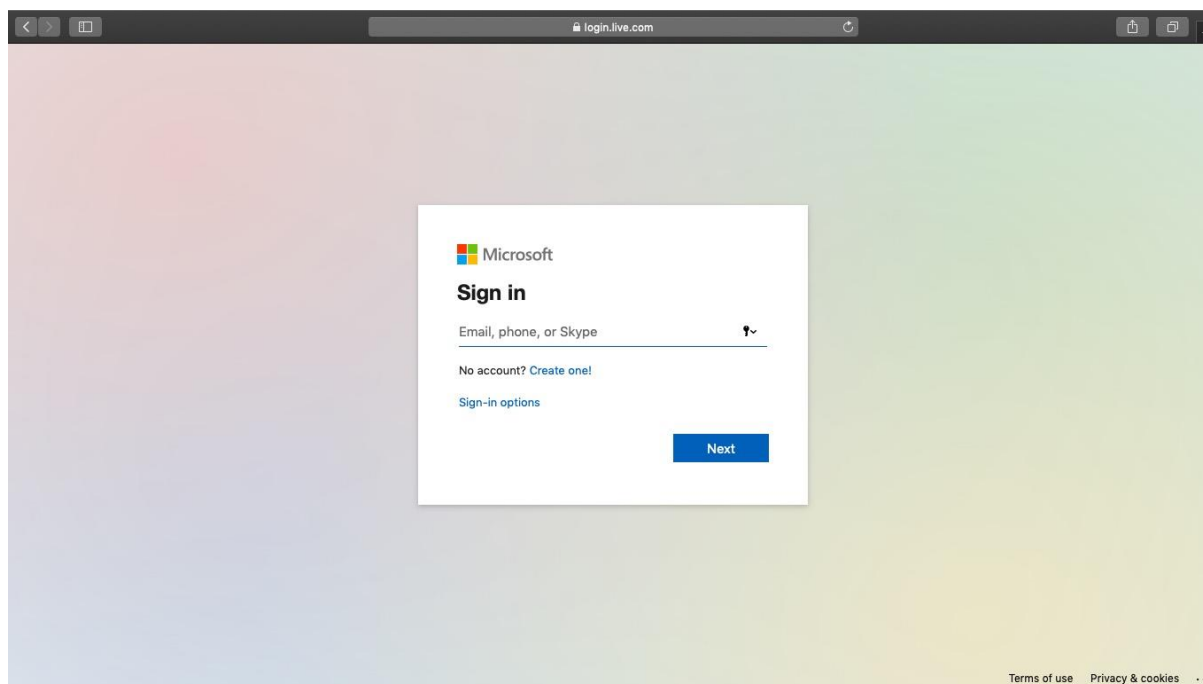 login.live.com
Microsoft
Sign in
Email, phone, or Skype
No account? Create one!
Sign-in options
Next
Terms of use Privacy & cookies